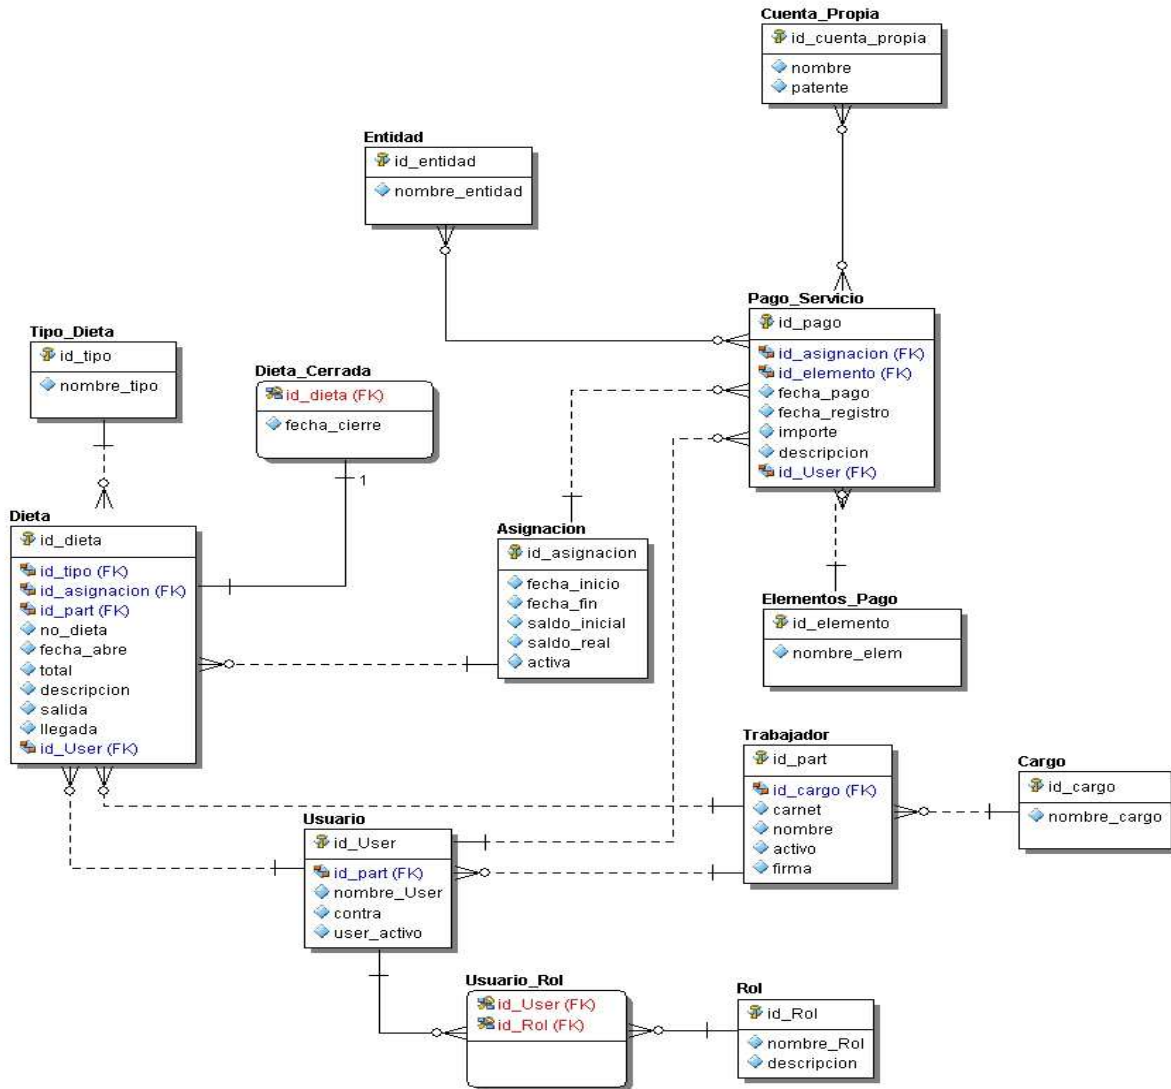 Cuenta_Propia
id_cuenta_propia
nombre
patente
Entidad
id_entidad
nombre_entidad
Pago_Servicio
id_pago
id_asignacion (FK)
id_elemento (FK)
fecha_pago
fecha_registro
importe
descripcion
id_User (FK)
Tipo_Dieta
id_tipo
nombre_tipo
Dieta_Cerrada
id_dieta (FK)
fecha_cierre
1
Dieta
id_dieta
id_tipo (FK)
id_asignacion (FK)
id_part (FK)
no_dieta
fecha_abre
total
descripcion
salida
llegada
id_User (FK)
Asignacion
id_asignacion
fecha_inicio
fecha_fin
saldo_inicial
saldo_real
activa
Elementos_Pago
id_elemento
nombre_elem
Trabajador
id_part
id_cargo (FK)
carnet
nombre
activo
firma
Cargo
id_cargo
nombre_cargo
Usuario
id_User
id_part (FK)
nombre_User
contra
user_activo
Usuario_Rol
id_User (FK)
id_Rol (FK)
Rol
id_Rol
nombre_Rol
descripcion